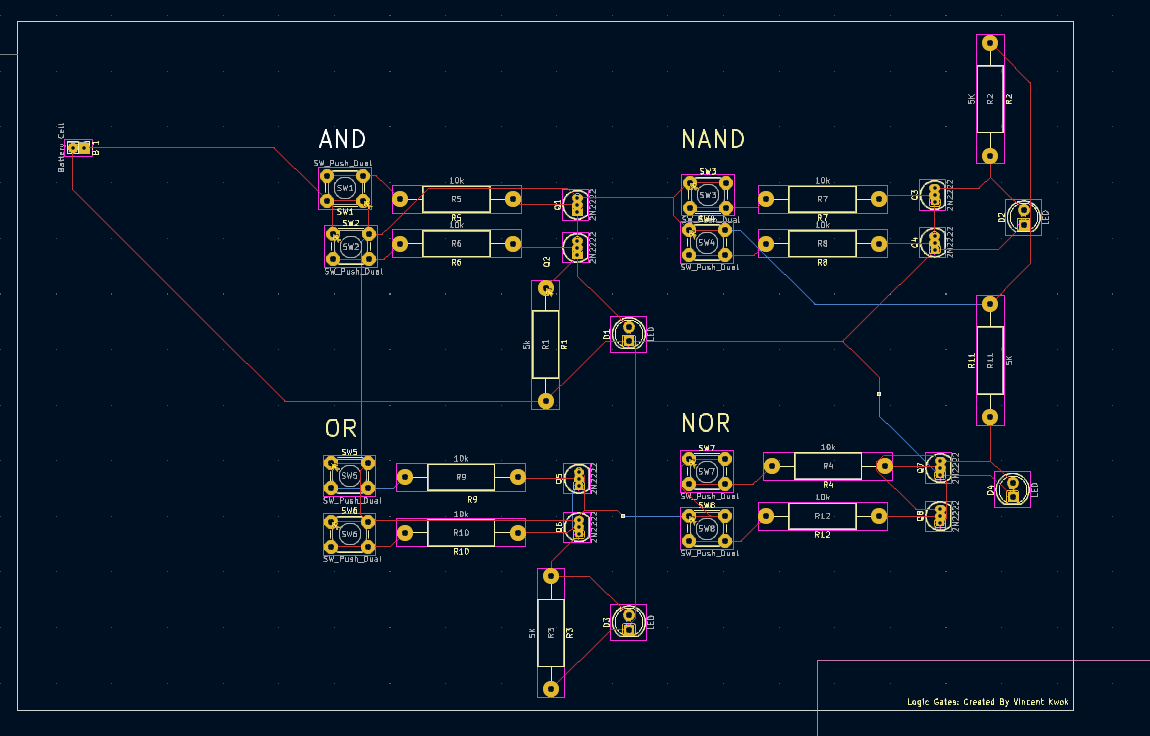 AND
NAND
Battery_Cell
BT1
SW_Push_Dual
SW1
SW1
SW2
SW2
SW_Push_Dual
10k
R5
R5
10k
R6
R6
Q1
2N2222
Q2
2N2222
5k
R1
R1
D1
LED
SW3
SW3
SW_Push_Dual
SW4
SW_Push_Dual
10k
R7
R7
10k
R8
R8
Q3
2N2222
Q4
2N2222
5K
R2
R2
D2
LED
R11
R11
5K
OR
NOR
SW5
SW5
SW_Push_Dual
SW6
SW6
SW_Push_Dual
10k
R9
R9
10k
R10
R10
Q5
2N2222
Q6
2N2222
5k
R3
R3
D3
LED
SW7
SW7
SW_Push_Dual
SW8
SW8
SW_Push_Dual
10k
R4
R4
10k
R12
R12
Q7
2N2222
Q8
2N2222
D4
LED
Logic Gates: Created By Vincent Kwok